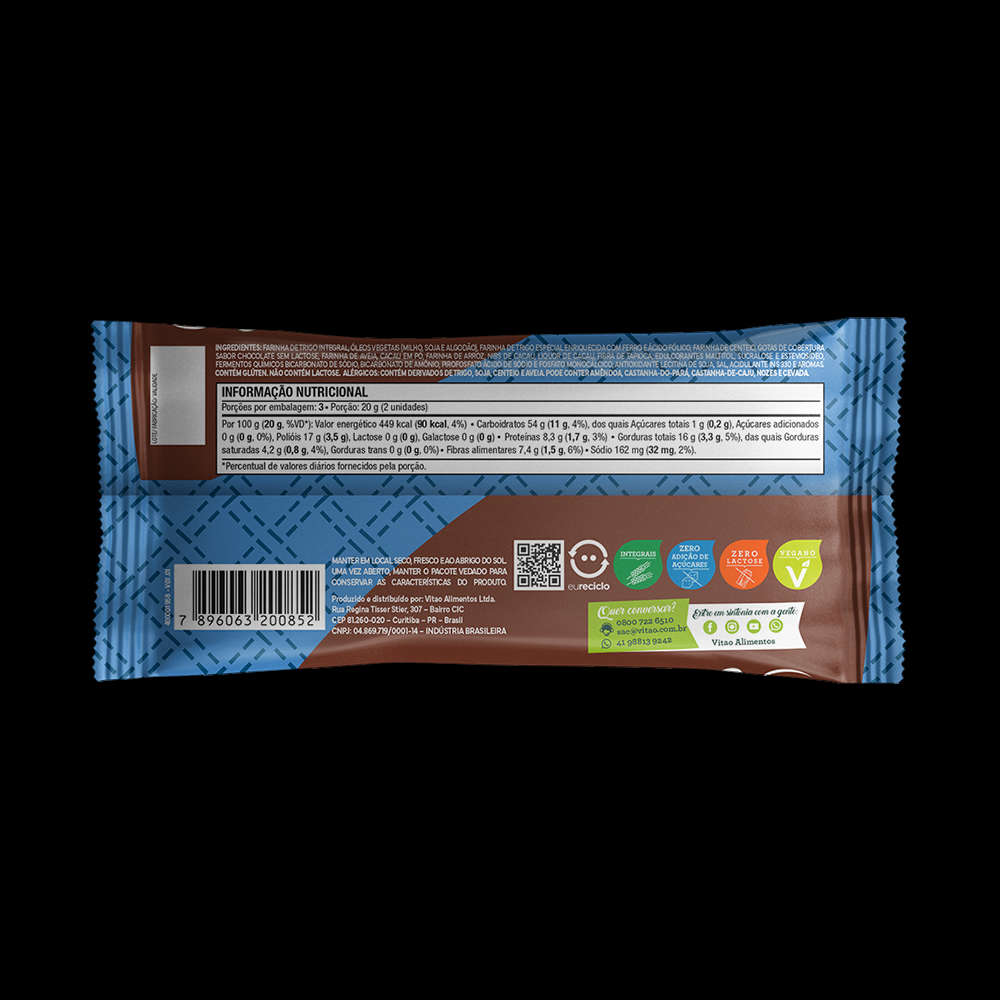 INGREDIENTES: FARINHA DE TRIGO INTEGRAL, ÓLEOS VEGETAIS (MILHO, SOJA E ALGODÃO), FARINHA DE TRIGO ESPECIAL ENRIQUECIDA COM FERRO E ÁCIDO FÓLICO, FARINHA DE CENTEIO, GOTAS DE COBERTURA
SABOR CHOCOLATE SEM LACTOSE, FARINHA DE AVEIA, CACAU EM PÓ, FARINHA DE ARROZ, NIBS DE CACAU, LIQUOR DE CACAU, FIBRA DE TAPIOCA, EDULCORANTES MALTITOL, SUCRALOSE E ESTEVIOSÍDEO,
FERMENTOS QUÍMICOS BICARBONATO DE SÓDIO, BICARBONATO DE AMÔNIO, PIROFOSFATO ÁCIDO DE SÓDIO E FOSFATO MONOCÁLCICO, ANTIOXIDANTE LECITINA DE SOJA, SAL, ACIDULANTE INS 330 E AROMAS.
CONTÉM GLÚTEN. NÃO CONTÉM LACTOSE. ALÉRGICOS: CONTÉM DERIVADOS DE TRIGO, SOJA, CENTEIO E AVEIA. PODE CONTER AMÊNDOA, CASTANHA-DO-PARÁ, CASTANHA-DE-CAJU, NOZES E CEVADA.
LOTE/ FABRICAÇÃO/ VALIDADE
INFORMAÇÃO NUTRICIONAL
Porções por embalagem: 3 • Porção: 20 g (2 unidades)
Por 100 g (20 g, %VD*): Valor energético 449 kcal (90 kcal, 4%) • Carboidratos 54 g (11 g, 4%), dos quais Açúcares totais 1 g (0,2 g), Açúcares adicionados
0 g (0 g, 0%), Polióis 17 g (3,5 g), Lactose 0 g (0 g), Galactose 0 g (0 g) • Proteínas 8,3 g (1,7 g, 3%) • Gorduras totais 16 g (3,3 g, 5%), das quais Gorduras
saturadas 4,2 g (0,8 g, 4%), Gorduras trans 0 g (0 g, 0%) • Fibras alimentares 7,4 g (1,5 g, 6%) • Sódio 162 mg (32 mg, 2%).
*Percentual de valores diários fornecidos pela porção.
MANTER EM LOCAL SECO, FRESCO E AO ABRIGO DO SOL.
UMA VEZ ABERTO, MANTER O PACOTE VEDADO PARA
CONSERVAR AS CARACTERÍSTICAS DO PRODUTO.
Produzido e distribuído por: Vitao Alimentos Ltda.
Rua Regina Tisser Stier, 307 – Bairro CIC
CEP 81.260-020 – Curitiba – PR – Brasil
CNPJ: 04.869.719/0001-14 – INDÚSTRIA BRASILEIRA
7 896063 200852
eureciclo
INTEGRAIS
ZERO
ADIÇÃO DE
AÇÚCARES
ZERO
LACTOSE
VEGANO
V
Quer conversar?
0800 722 6510
sac@vitao.com.br
41 98813 9242
Entre em sintonia com a gente:
Vitao Alimentos